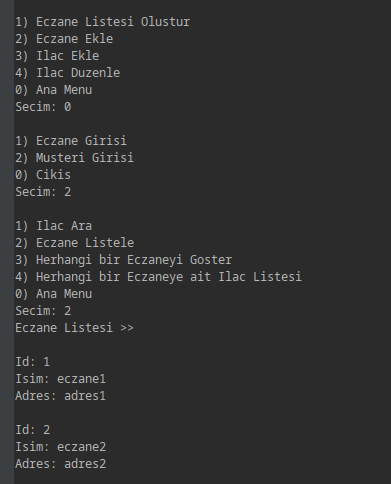 1) Eczane Listesi Olustur
2) Eczane Ekle
3) Ilac Ekle
4) Ilac Duzenle
0) Ana Menu
Secim: 0
1) Eczane Girisi
2) Musteri Girisi
0) Cikis
Secim: 2
1) Ilac Ara
2) Eczane Listele
3) Herhangi bir Eczaneyi Goster
4) Herhangi bir Eczaneye ait Ilac Listesi
0) Ana Menu
Secim: 2
Eczane Listesi >>
Id: 1
Isim: eczane1
Adres: adres1
Id: 2
Isim: eczane2
Adres: adres2